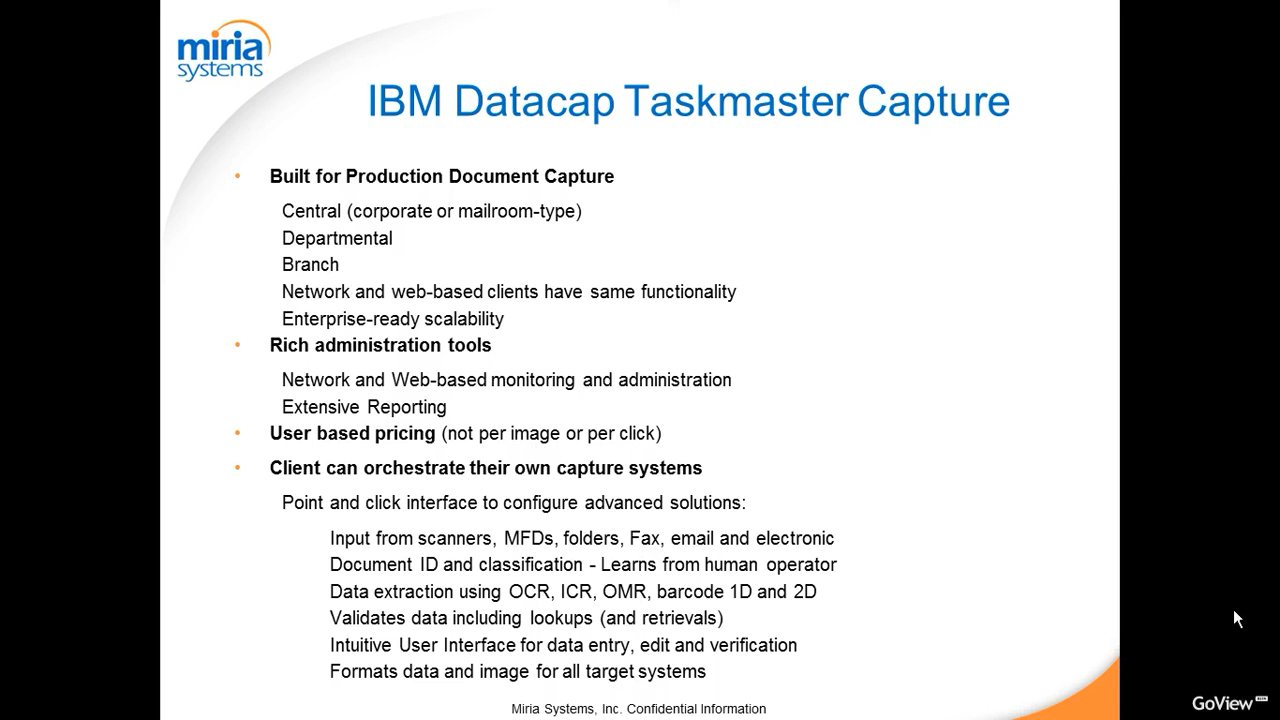 miria
systems
IBM Datacap Taskmaster Capture
• Built for Production Document Capture
Central (corporate or mailroom-type)
Departmental
Branch
Network and web-based clients have same functionality
Enterprise-ready scalability
• Rich administration tools
Network and Web-based monitoring and administration
Extensive Reporting
• User based pricing (not per image or per click)
• Client can orchestrate their own capture systems
Point and click interface to configure advanced solutions:
Input from scanners, MFDs, folders, Fax, email and electronic
Document ID and classification - Learns from human operator
Data extraction using OCR, ICR, OMR, barcode 1D and 2D
Validates data including lookups (and retrievals)
Intuitive User Interface for data entry, edit and verification
Formats data and image for all target systems
Miria Systems, Inc. Confidential Information
GoView BETA